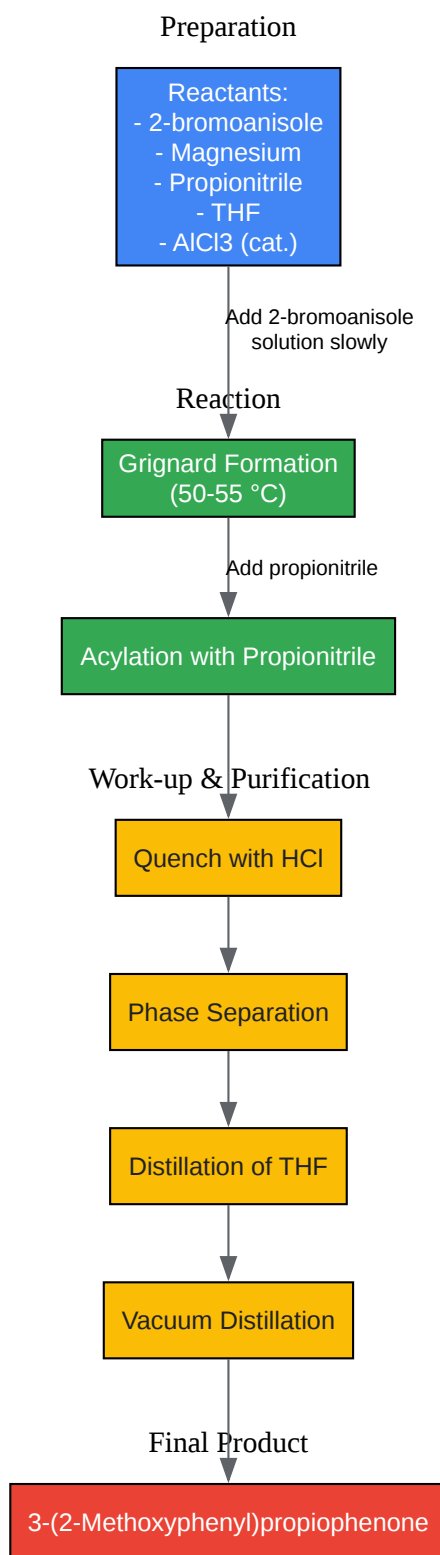 Preparation
Reactants:
- 2-bromoanisole
- Magnesium
- Propionitrile
- THF
- AlCl3 (cat.)
Add 2-bromoanisole
solution slowly
Reaction
Grignard Formation
(50-55 °C)
Add propionitrile
Acylation with Propionitrile
Work-up & Purification
Quench with HCl
Phase Separation
Distillation of THF
Vacuum Distillation
Final Product
3-(2-Methoxyphenyl)propiophenone